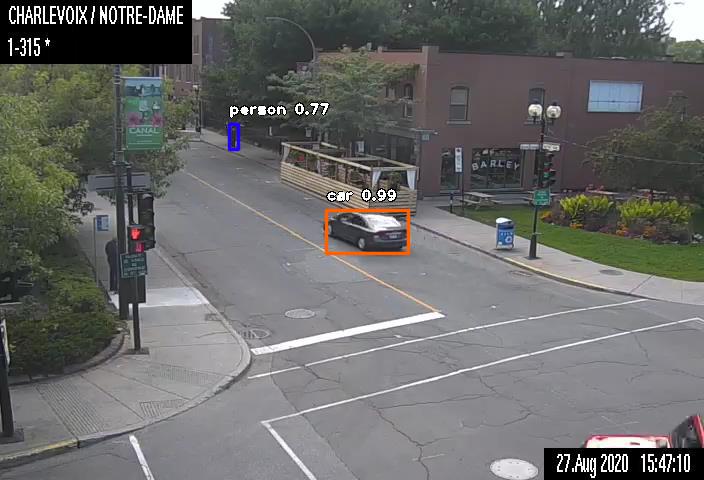 CHARLEVOIX / NOTRE-DAME
1-315 *
person 0.77
CANAL
BARLEY
car 0.99
27.Aug 2020 15:47:10